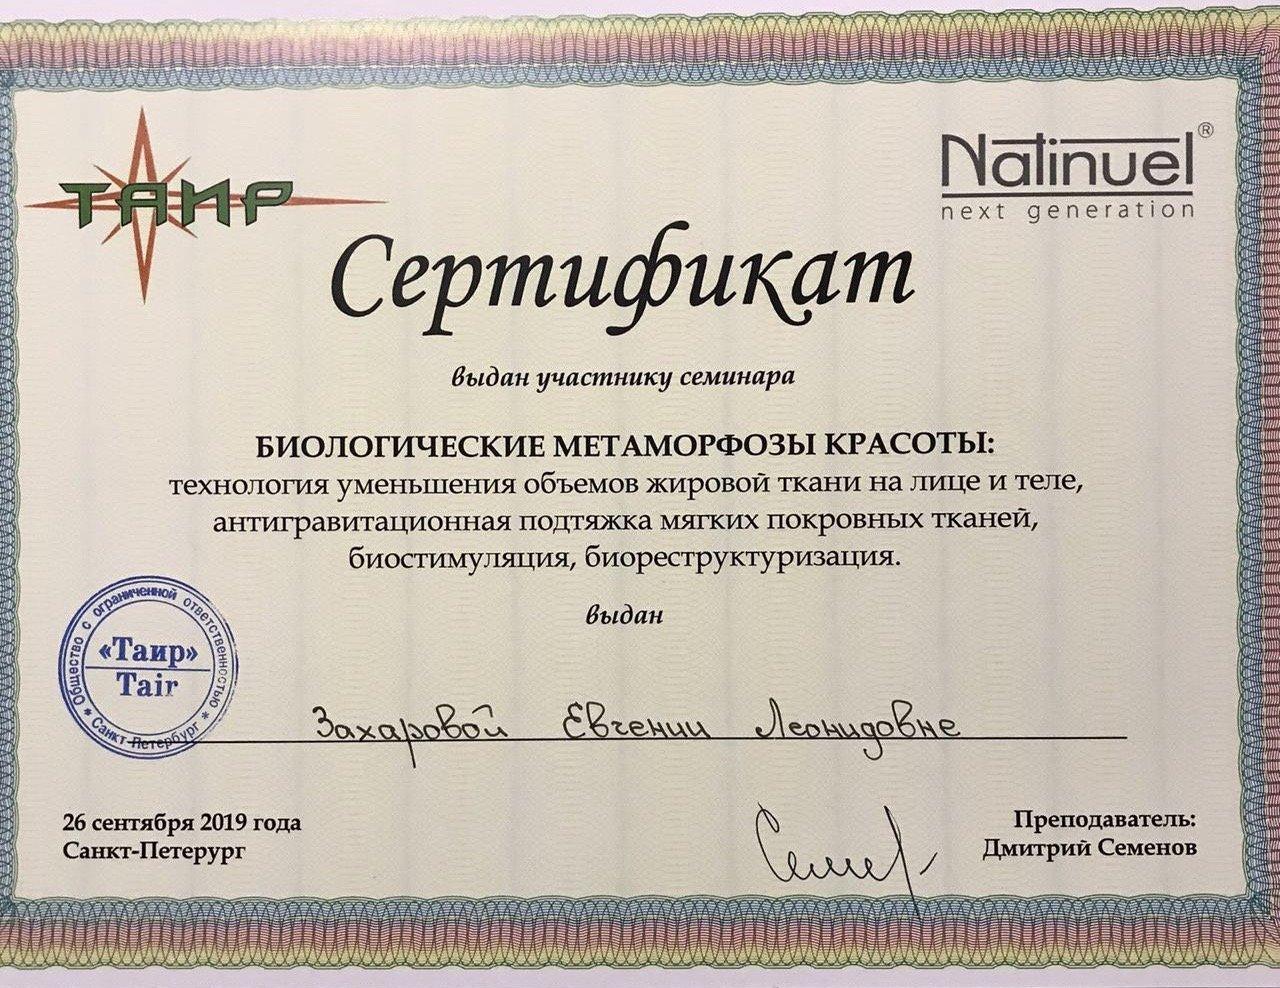 ТАИР
Natinuel®
next generation
Сертификат
выдан участнику семинара
БИОЛОГИЧЕСКИЕ МЕТАМОРФОЗЫ КРАСОТЫ:
технология уменьшения объемов жировой ткани на лице и теле,
антигравитационная подтяжка мягких покровных тканей,
биостимуляция, биореструктуризация.
выдан
Общество с ограниченной ответственностью
«Таир»
Tair
* Санкт-Петербург *
Захаровой Евгении Леонидовне
26 сентября 2019 года
Санкт-Петерург
Преподаватель:
Дмитрий Семенов